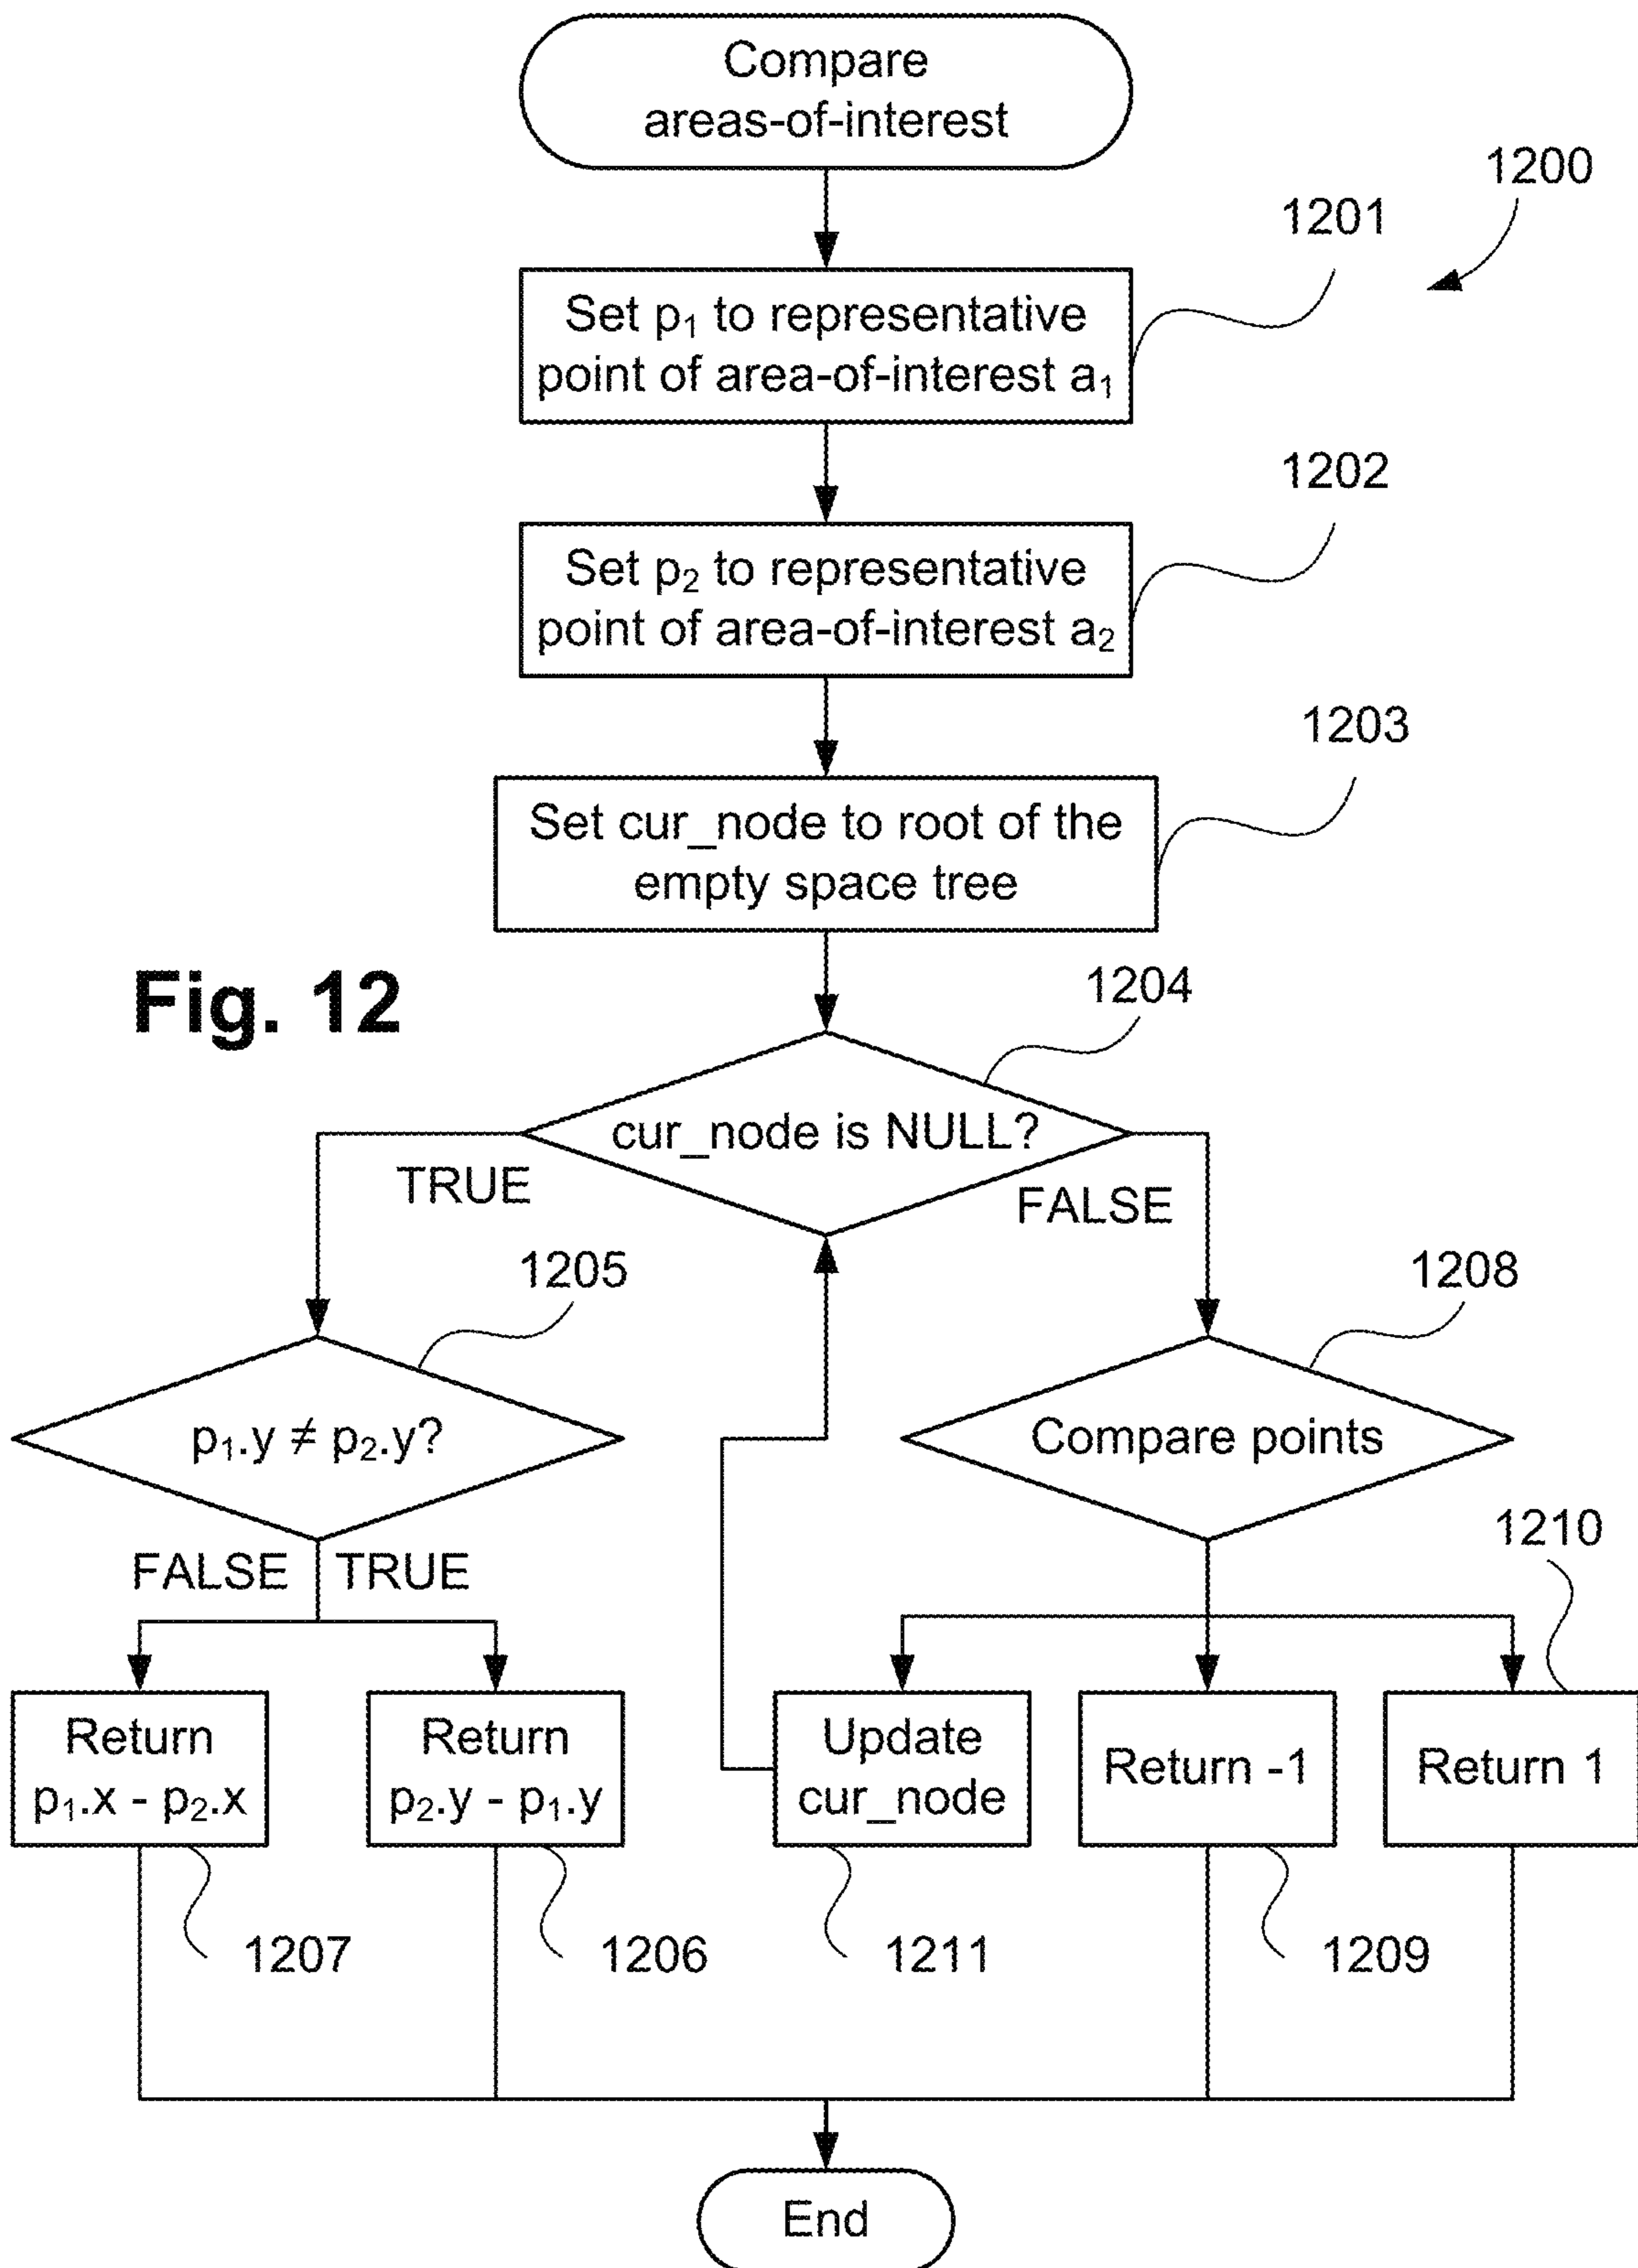 Compare
areas-of-interest
1200
1201
Set p₁ to representative
point of area-of-interest a₁
1202
Set p₂ to representative
point of area-of-interest a₂
1203
Set cur_node to root of the
empty space tree
Fig. 12
1204
cur_node is NULL?
TRUE
FALSE
1205
1208
p₁.y ≠ p₂.y?
Compare points
1210
FALSE
TRUE
Return
p₁.x - p₂.x
Return
p₂.y - p₁.y
Update
cur_node
Return -1
Return 1
1207
1206
1211
1209
End